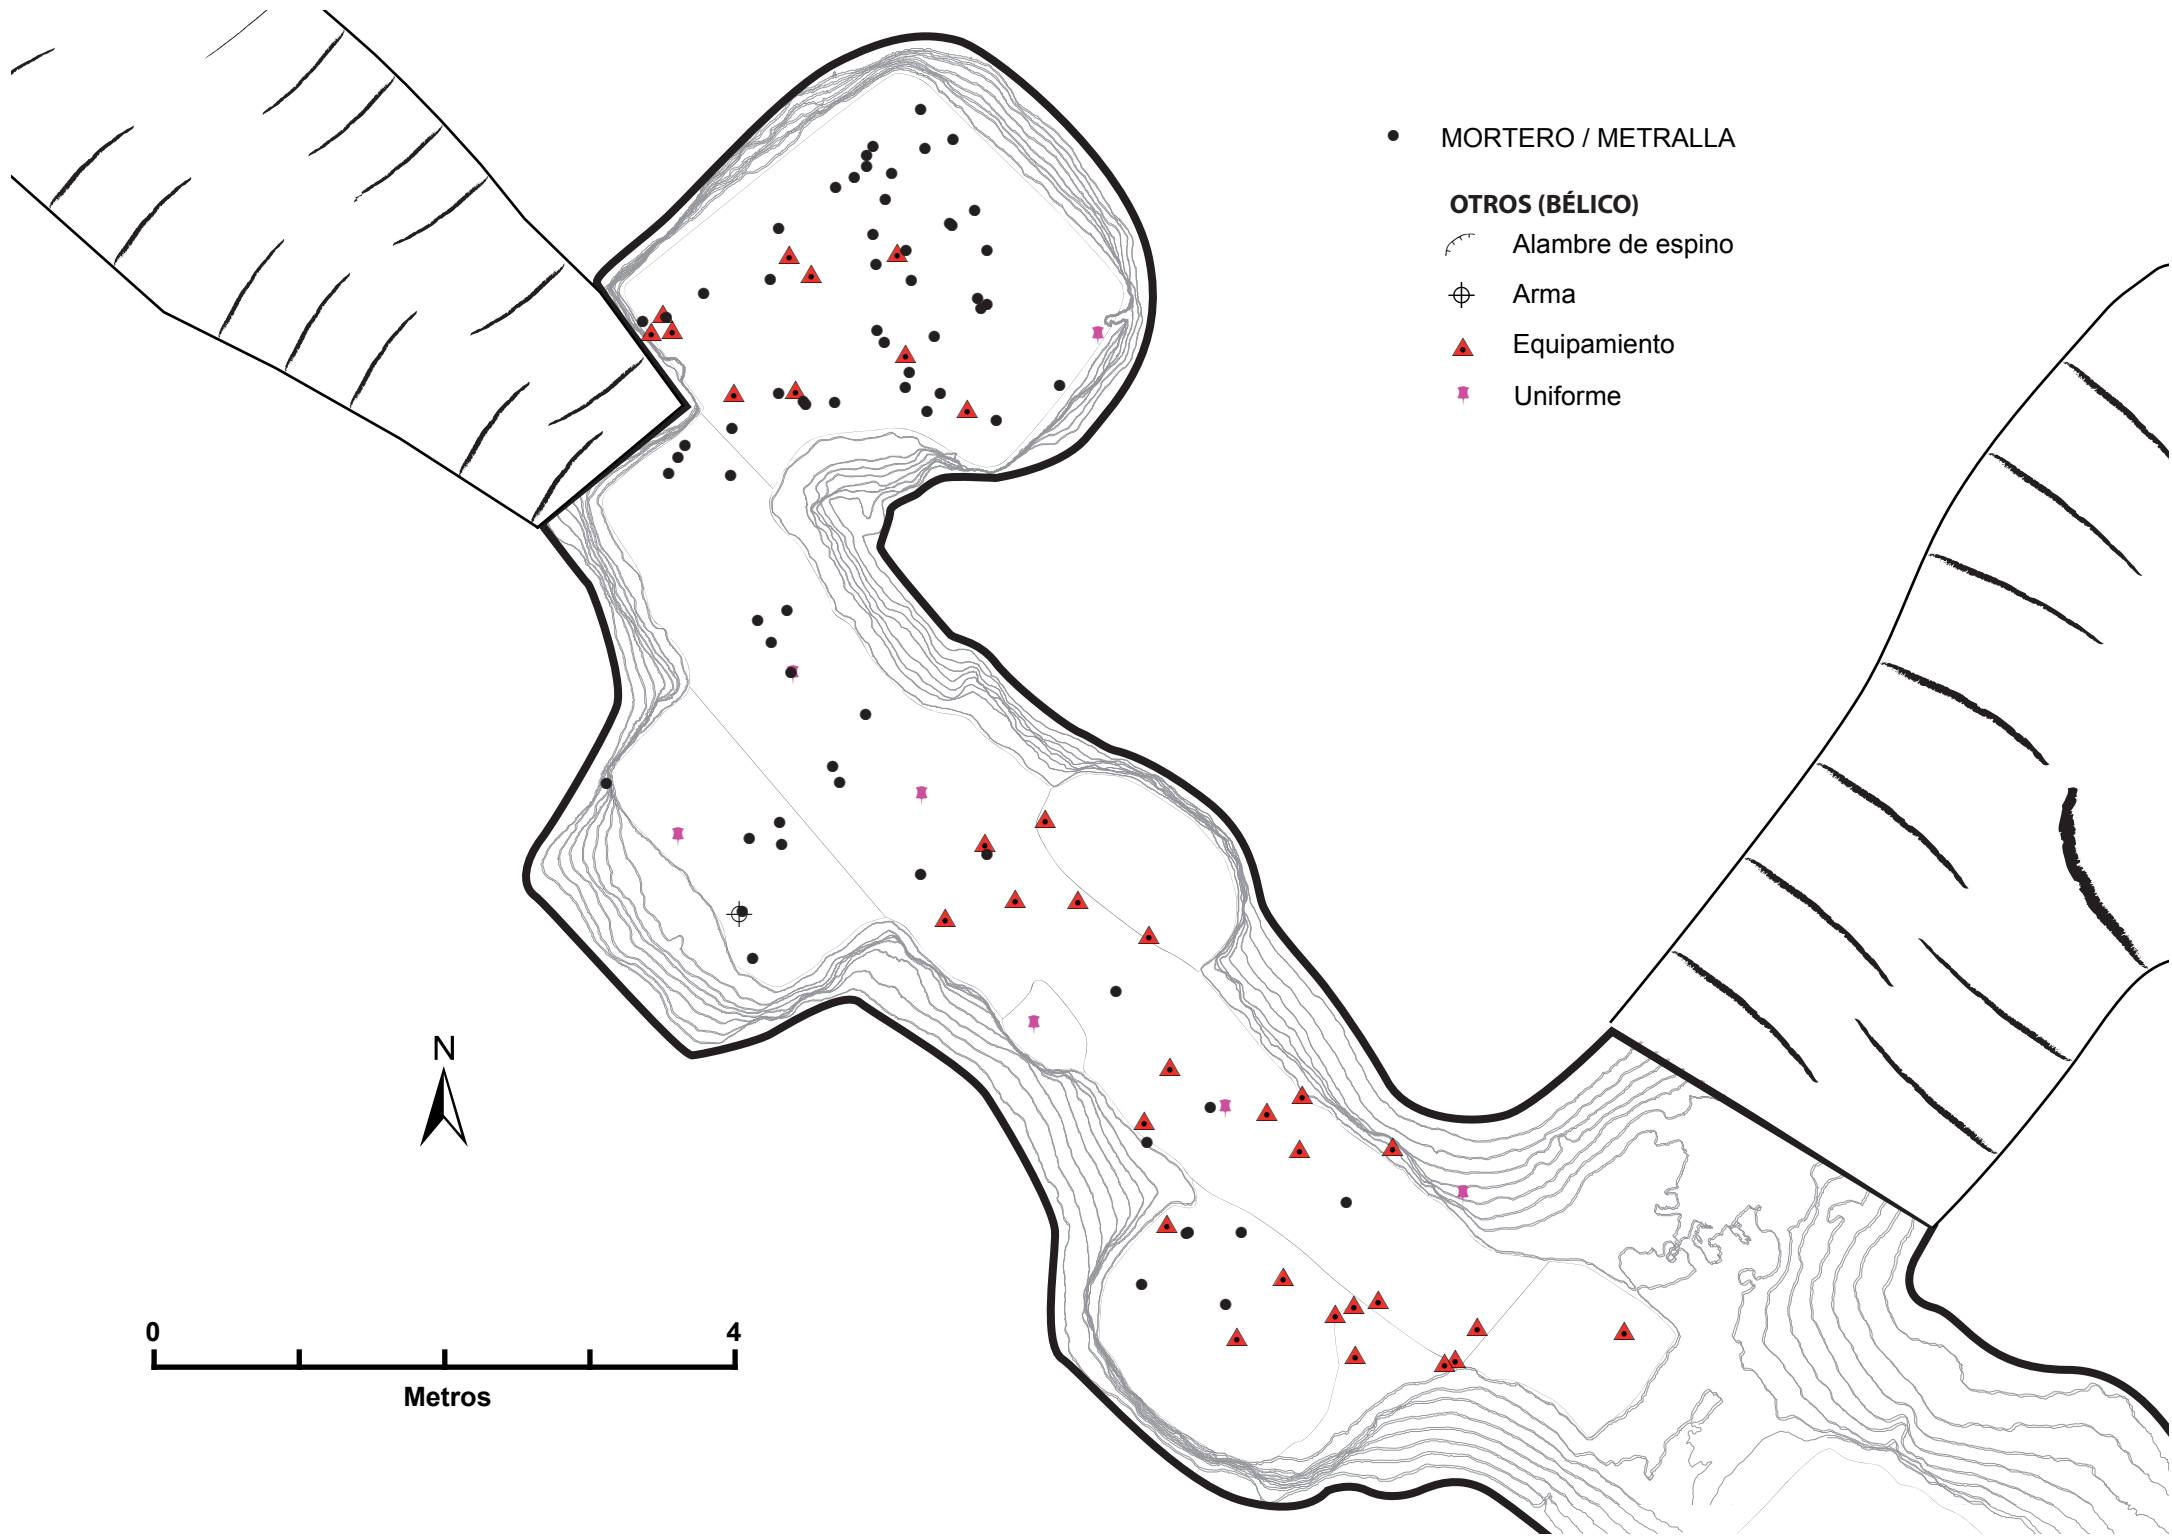 MORTERO / METRALLA
OTROS (BÉLICO)
Alambre de espino
Arma
Equipamiento
Uniforme
N
0 4
Metros